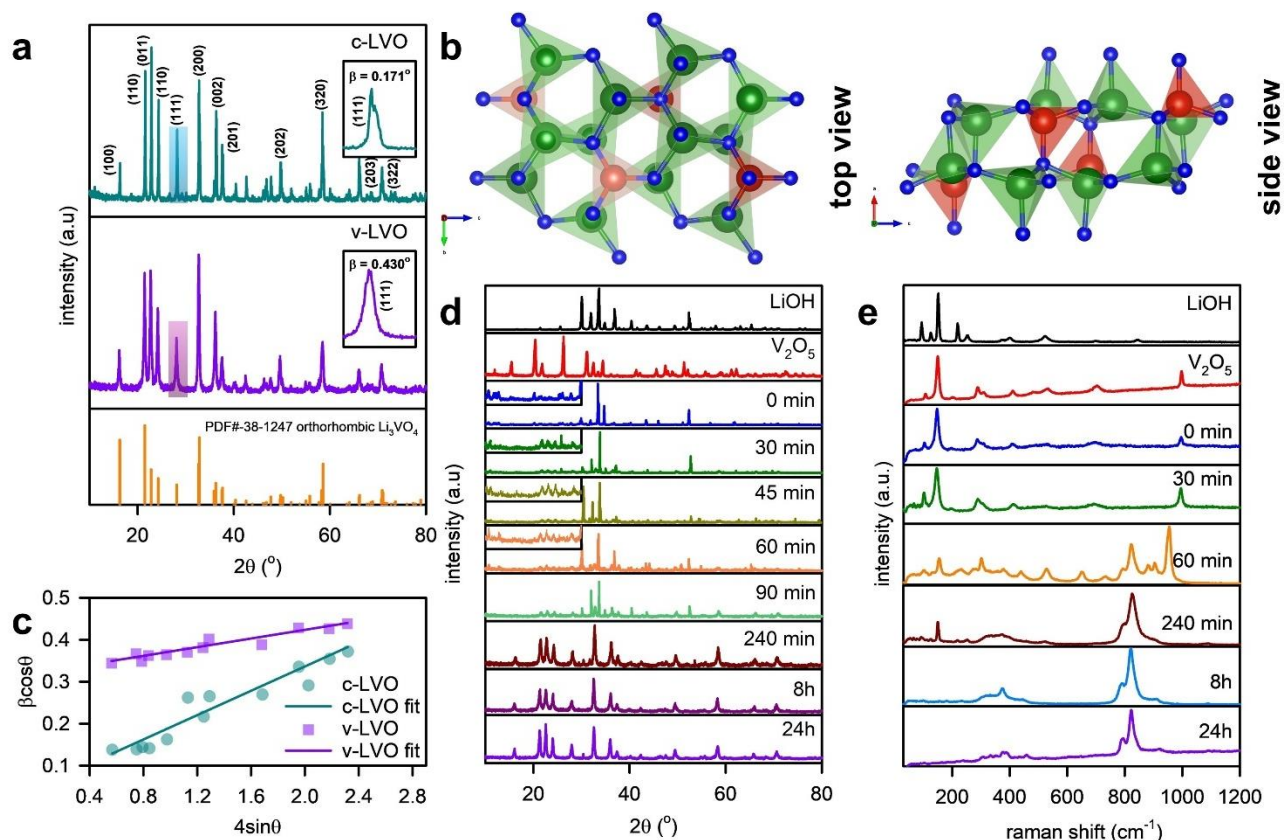 a
c-LVO
β = 0.171°
(111)
(100)
(110)
(011)
(110)
(111)
(200)
(002)
(201)
(202)
(320)
(203)
(322)
v-LVO
β = 0.430°
(111)
PDF#-38-1247 orthorhombic Li₃VO₄
intensity (a.u)
20 40 60 80
2θ (°)
b
top view
side view
c
0.5
0.4
0.3
0.2
0.1
βcosθ
c-LVO
c-LVO fit
v-LVO
v-LVO fit
0.4 1.0 1.6 2.2 2.8
4sinθ
d
LiOH
V₂O₅
0 min
30 min
45 min
60 min
90 min
240 min
8h
24h
intensity (a.u)
20 40 60 80
2θ (°)
e
LiOH
V₂O₅
0 min
30 min
60 min
240 min
8h
24h
intensity (a.u.)
200 400 600 800 1000 1200
raman shift (cm⁻¹)